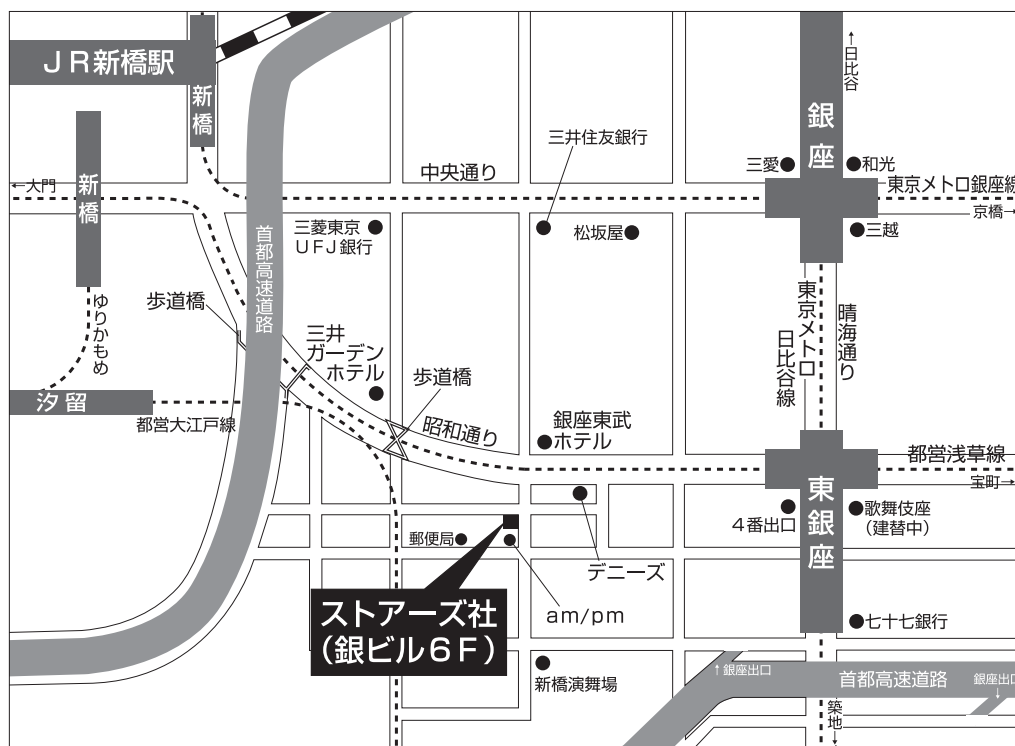 ＪＲ新橋駅
新橋
↑日比谷
銀座
三井住友銀行
三愛
和光
中央通り
←大門
新橋
東京メトロ銀座線
京橋→
三菱東京
ＵＦＪ銀行
松坂屋
三越
首都高速道路
歩道橋
ゆりかもめ
三井
ガーデン
ホテル
東京メトロ
日比谷線
晴海通り
歩道橋
汐留
都営大江戸線
昭和通り
銀座東武
ホテル
都営浅草線
宝町→
東銀座
４番出口
歌舞伎座
（建替中）
郵便局
デニーズ
ストアーズ社
（銀ビル６Ｆ）
am/pm
七十七銀行
新橋演舞場
↑銀座出口
首都高速道路
銀座出口
↓
築地↓